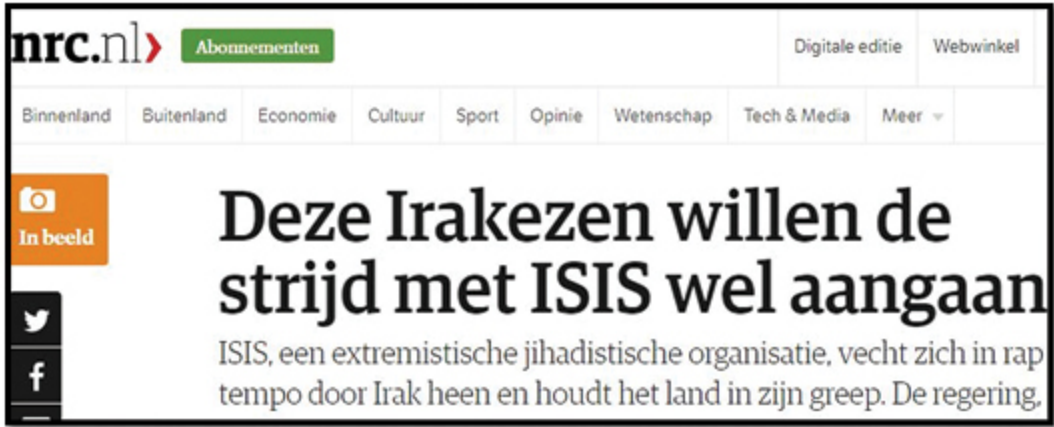 nrc.nl Abonnementen Digitale editie Webwinkel
Binnenland Buitenland Economie Cultuur Sport Opinie Wetenschap Tech & Media Meer
In beeld
Deze Irakezen willen de
strijd met ISIS wel aangaan
ISIS, een extremistische jihadistische organisatie, vecht zich in rap
tempo door Irak heen en houdt het land in zijn greep. De regering,